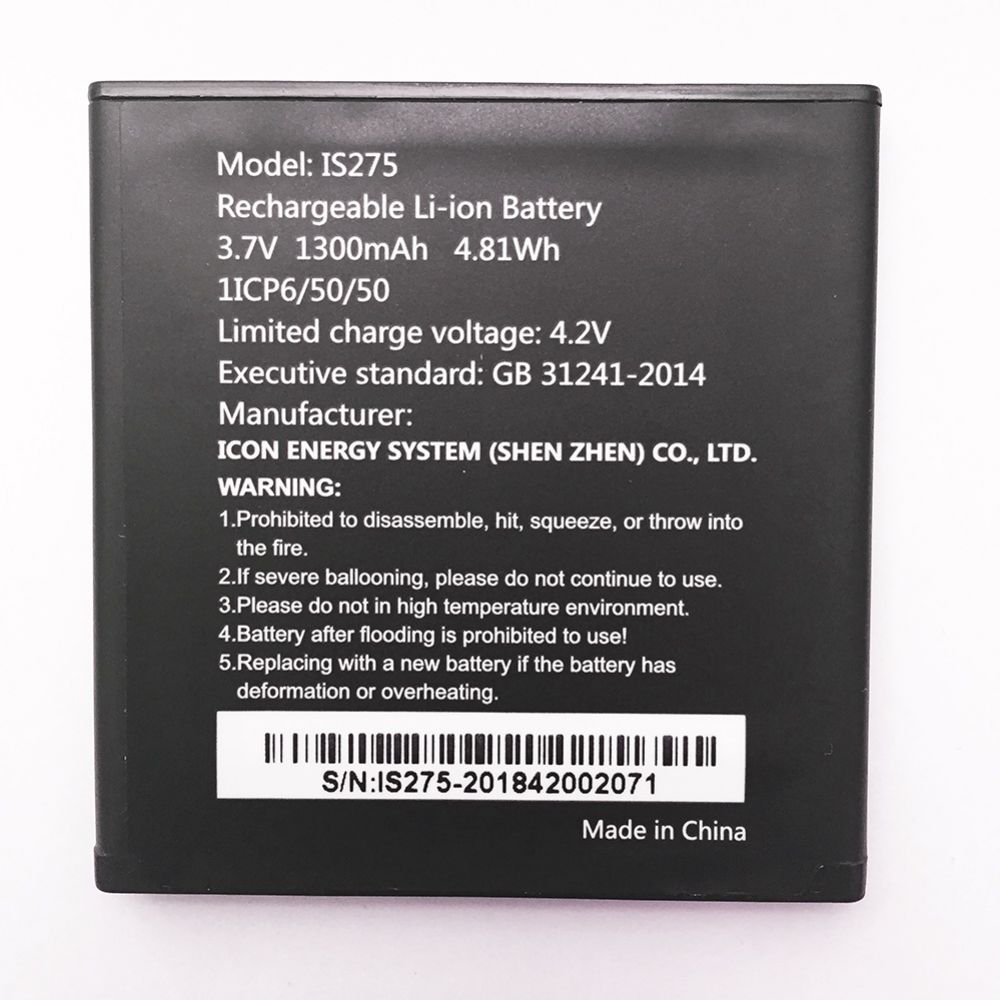 Model: IS275
Rechargeable Li-ion Battery
3.7V 1300mAh 4.81Wh
1ICP6/50/50
Limited charge voltage: 4.2V
Executive standard: GB 31241-2014
Manufacturer:
ICON ENERGY SYSTEM (SHEN ZHEN) CO., LTD.
WARNING:
1.Prohibited to disassemble, hit, squeeze, or throw into
the fire.
2.If severe ballooning, please do not continue to use.
3.Please do not in high temperature environment.
4.Battery after flooding is prohibited to use!
5.Replacing with a new battery if the battery has
deformation or overheating.
S/N:IS275-201842002071
Made in China